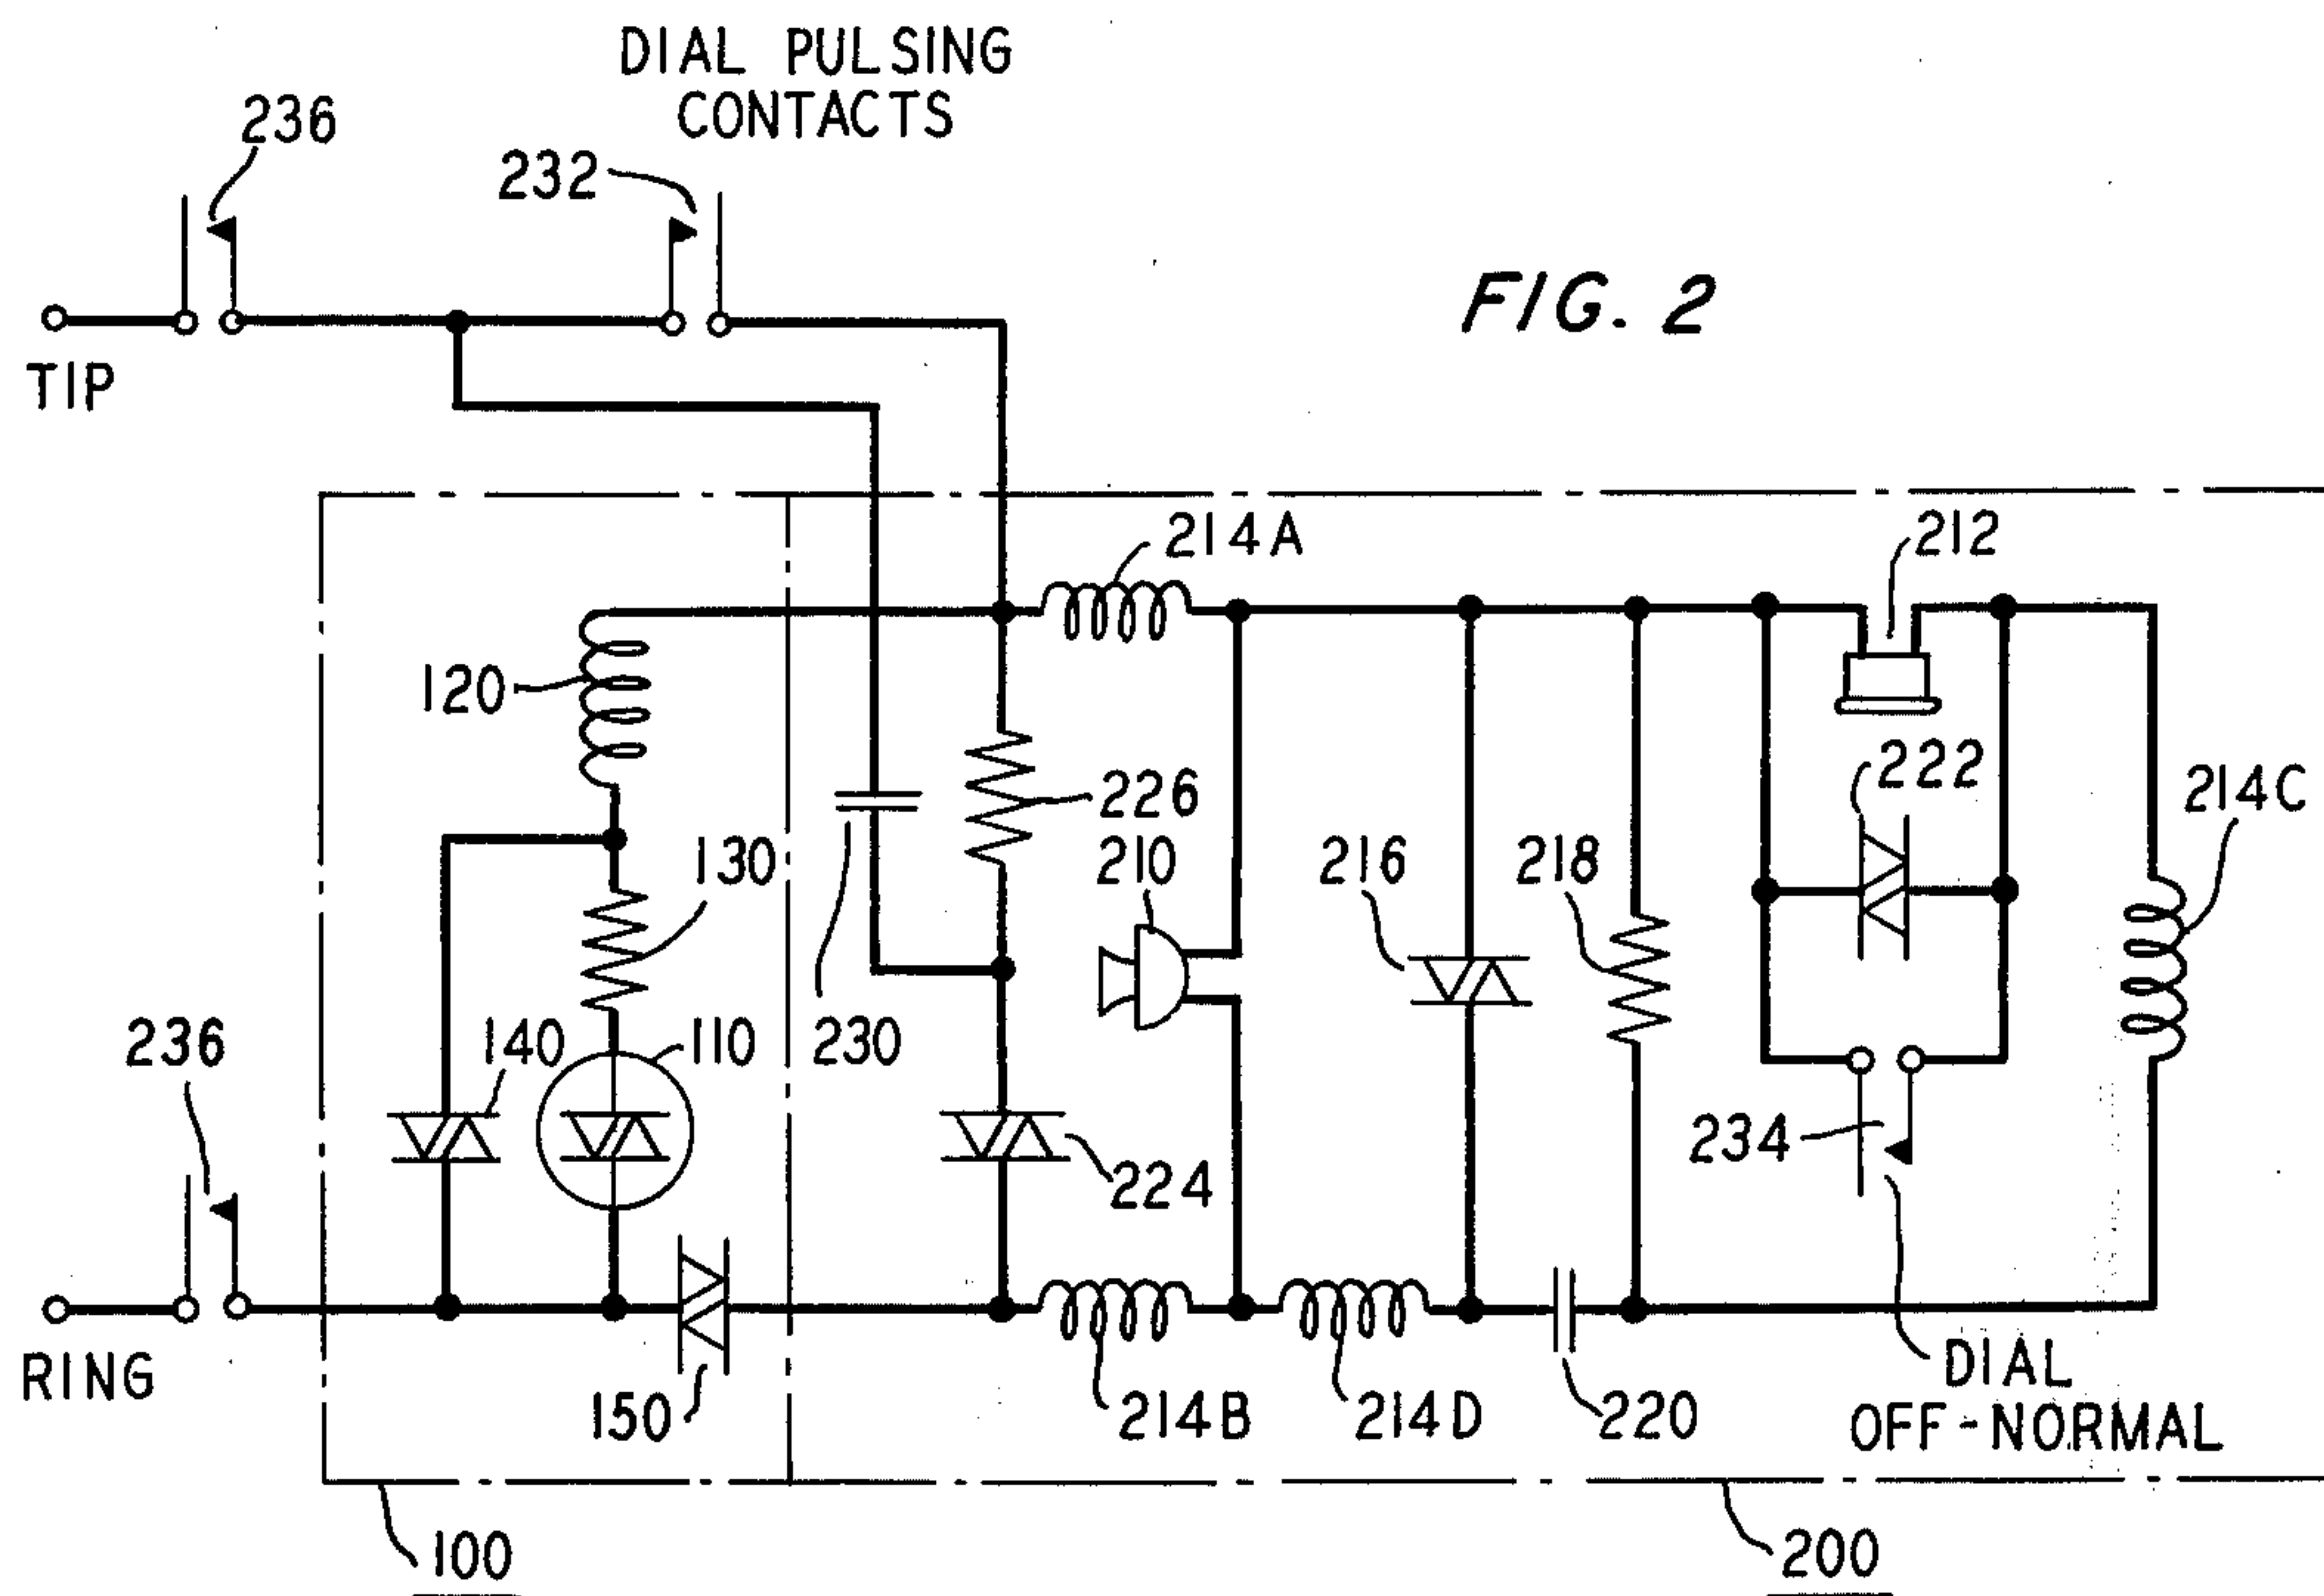 DIAL PULSING
CONTACTS
236
232
FIG. 2
TIP
214A
212
120
226
222
214C
130
210
216
218
236
140
110
230
234
224
RING
150
214B
214D
220
DIAL
OFF-NORMAL
100
200